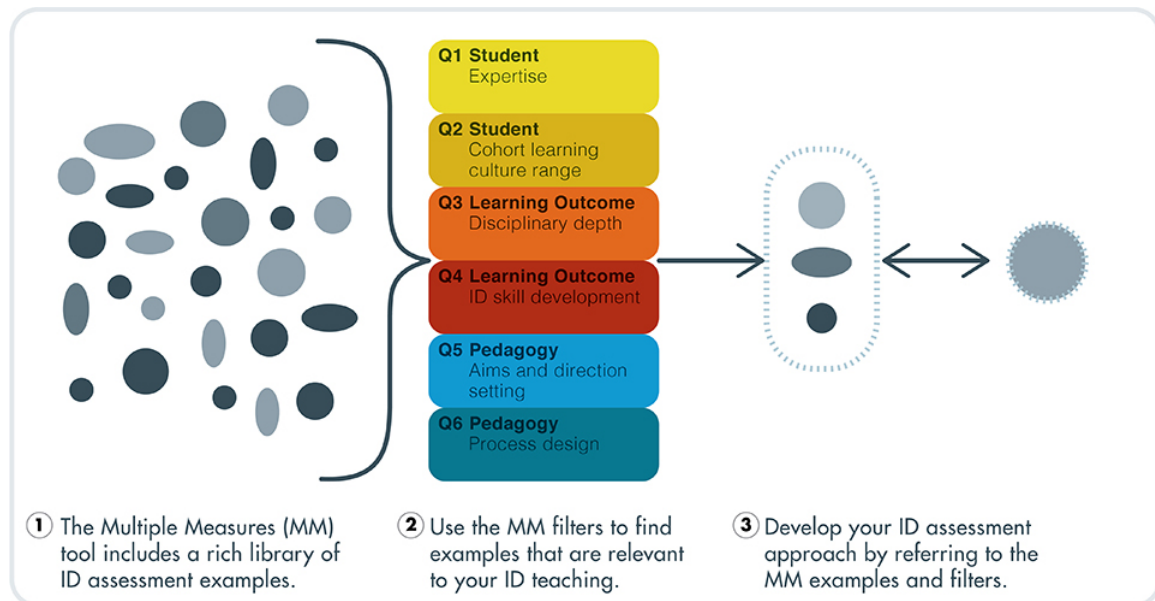 Q1 Student
Expertise
Q2 Student
Cohort learning
culture range
Q3 Learning Outcome
Disciplinary depth
Q4 Learning Outcome
ID skill development
Q5 Pedagogy
Aims and direction
setting
Q6 Pedagogy
Process design
1 The Multiple Measures (MM)
tool includes a rich library of
ID assessment examples.
2 Use the MM filters to find
examples that are relevant
to your ID teaching.
3 Develop your ID assessment
approach by referring to the
MM examples and filters.